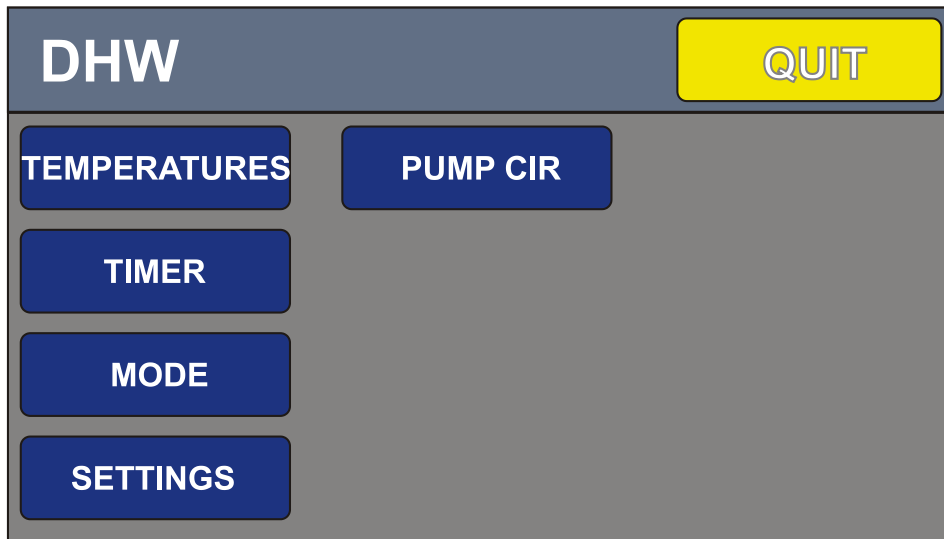 DHW
QUIT
TEMPERATURES
PUMP CIR
TIMER
MODE
SETTINGS